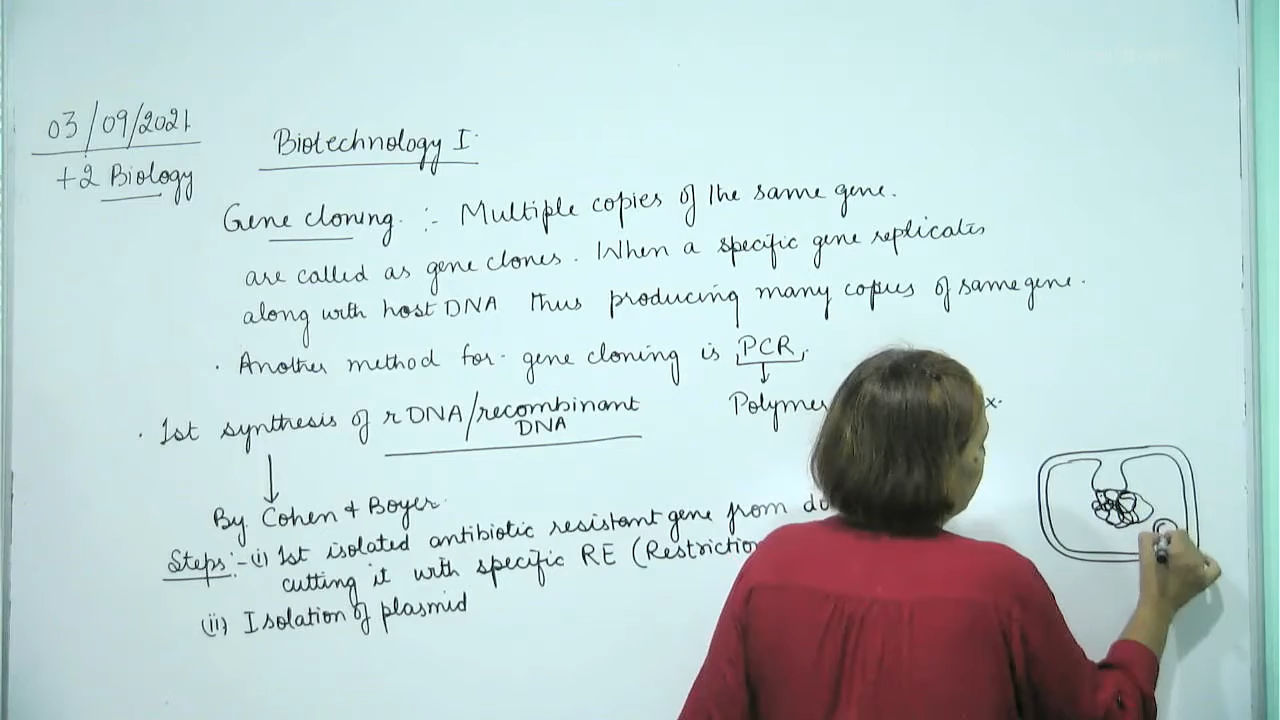 03/09/2021
+2 Biology
Biotechnology I
Gene cloning :- Multiple copies of the same gene.
are called as gene clones. When a specific gene replicates
along with host DNA thus producing many copies of same gene.
. Another method for gene cloning is PCR.
. 1st synthesis of rDNA/recombinant
DNA
By Cohen & Boyer
Steps:-(i) 1st isolated antibiotic resistant gene from
cutting it with specific RE (Restriction
(ii) Isolation of plasmid